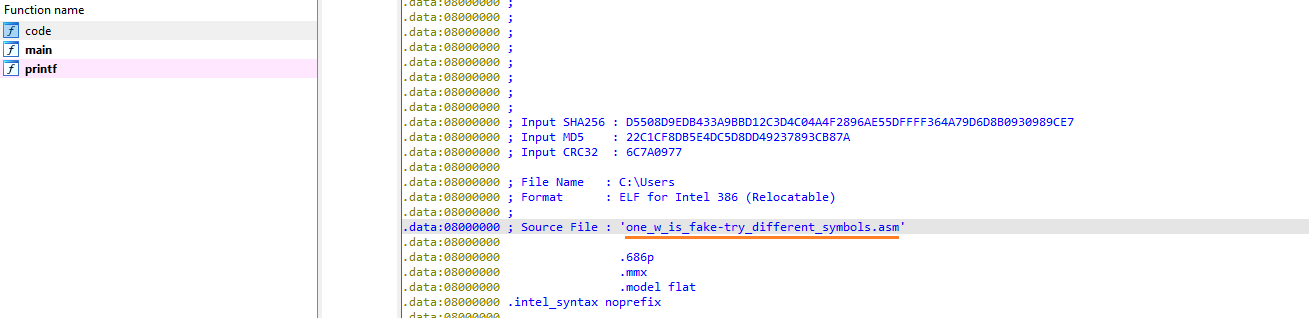 Function name
code
main
printf
.data:08000000 ;
.data:08000000 ;
.data:08000000 ;
.data:08000000 ;
.data:08000000 ;
.data:08000000 ;
.data:08000000 ;
.data:08000000 ;
.data:08000000 ; Input SHA256 : D5508D9EDB433A9BBD12C3D4C04A4F2896AE55DFFFF364A79D6D8B0930989CE7
.data:08000000 ; Input MD5    : 22C1CF8DB5E4DC5D8DD49237893CB87A
.data:08000000 ; Input CRC32  : 6C7A0977
.data:08000000
.data:08000000 ; File Name   : C:\Users
.data:08000000 ; Format      : ELF for Intel 386 (Relocatable)
.data:08000000 ;
.data:08000000 ; Source File : 'one_w_is_fake-try_different_symbols.asm'
.data:08000000
.data:08000000                 .686p
.data:08000000                 .mmx
.data:08000000                 .model flat
.data:08000000 .intel_syntax noprefix
.data:08000000